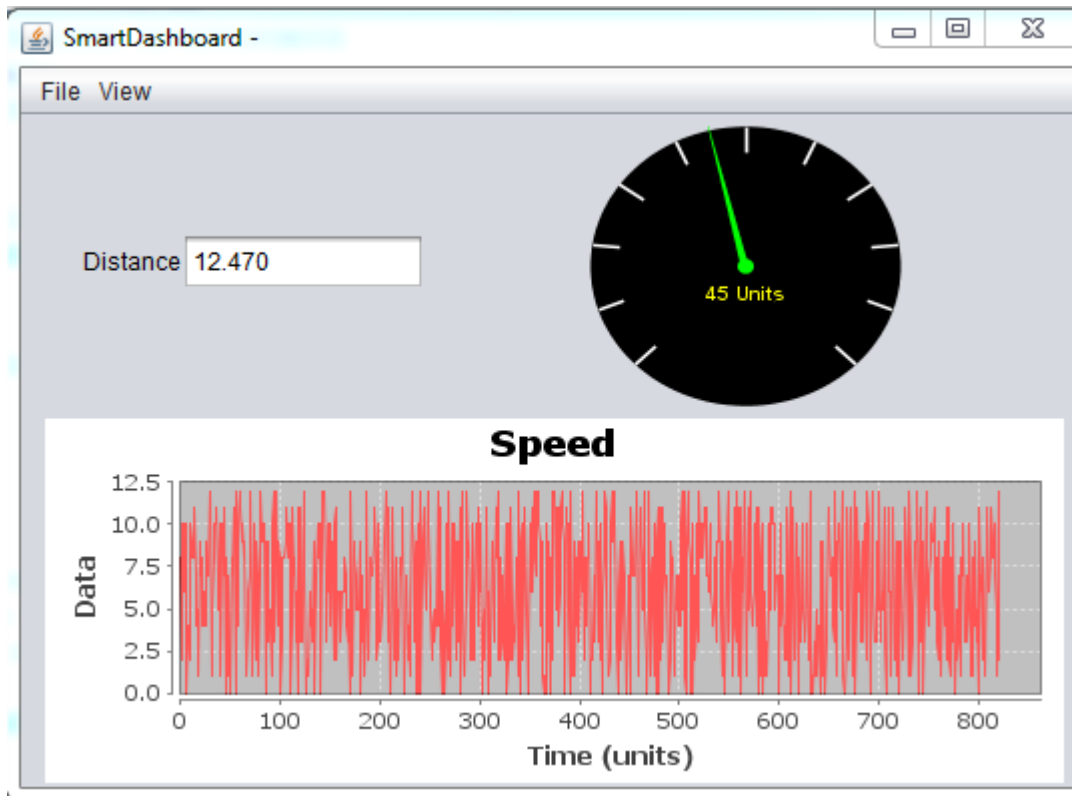 SmartDashboard -
File View
Distance 12.470
45 Units
Speed
12.5
10.0
7.5
5.0
2.5
0.0
Data
0 100 200 300 400 500 600 700 800
Time (units)